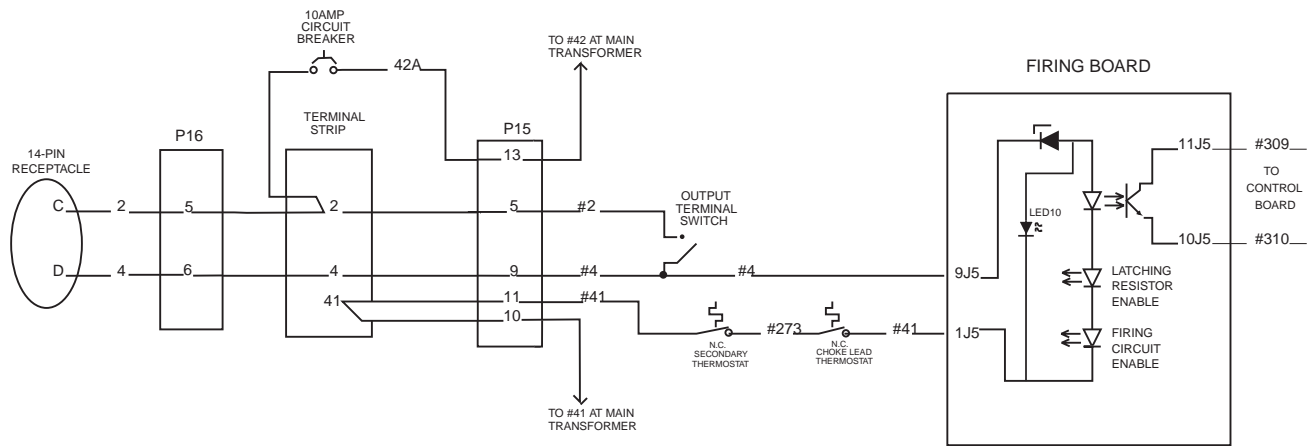 10AMP
CIRCUIT
BREAKER
42A
TO #42 AT MAIN
TRANSFORMER
FIRING BOARD
TERMINAL
STRIP
P16
P15
14-PIN
RECEPTACLE
13
11J5
#309
C
2
5
2
5
#2
OUTPUT
TERMINAL
SWITCH
LED10
TO
CONTROL
BOARD
10J5
#310
D
4
6
4
9
#4
#4
9J5
LATCHING
RESISTOR
ENABLE
41
11
#41
10
#273
#41
1J5
N.C.
SECONDARY
THERMOSTAT
N.C.
CHOKE LEAD
THERMOSTAT
FIRING
CIRCUIT
ENABLE
TO #41 AT MAIN
TRANSFORMER